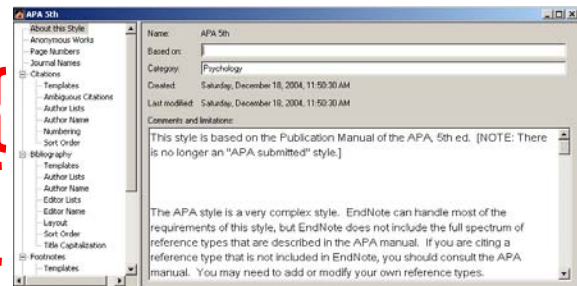 APA 5th
About this Style
Anonymous Works
Page Numbers
Journal Names
Citations
Templates
Ambiguous Citations
Author Lists
Author Name
Numbering
Sort Order
Bibliography
Templates
Author Lists
Author Name
Editor Lists
Editor Name
Layout
Sort Order
Title Capitalization
Footnotes
Templates
Name: APA 5th
Based on:
Category: Psychology
Created: Saturday, December 18, 2004, 11:50:30 AM
Last modified: Saturday, December 18, 2004, 11:50:30 AM
Comments and limitations:
This style is based on the Publication Manual of the APA, 5th ed. [NOTE: There
is no longer an "APA submitted" style.]
The APA style is a very complex style. EndNote can handle most of the
requirements of this style, but EndNote does not include the full spectrum of
reference types that are described in the APA manual. If you are citing a
reference type that is not included in EndNote, you should consult the APA
manual. You may need to add or modify your own reference types.